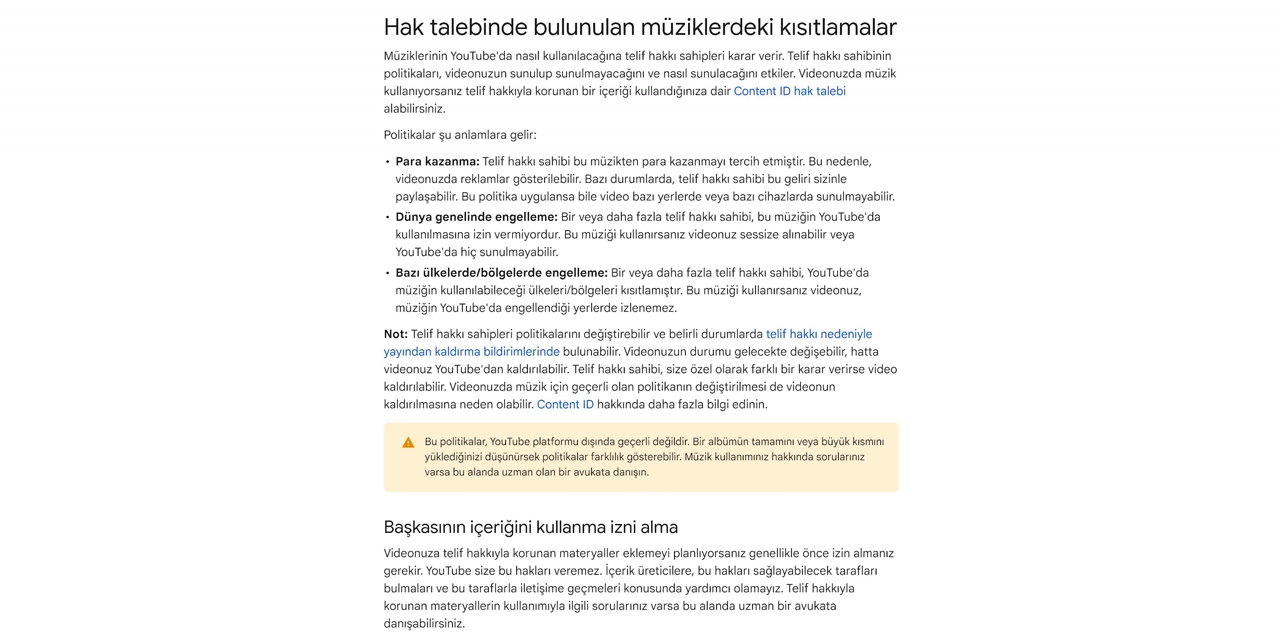 Hak talebinde bulunulan müziklerdeki kısıtlamalar
Müziklerinin YouTube'da nasıl kullanılacağına telif hakkı sahipleri karar verir. Telif hakkı sahibinin
politikaları, videonuzun sunulup sunulmayacağını ve nasıl sunulacağını etkiler. Videonuzda müzik
kullanıyorsanız telif hakkıyla korunan bir içeriği kullandığınıza dair Content ID hak talebi
alabilirsiniz.
Politikalar şu anlamlara gelir:
• Para kazanma: Telif hakkı sahibi bu müzikten para kazanmayı tercih etmiştir. Bu nedenle,
videonuzda reklamlar gösterilebilir. Bazı durumlarda, telif hakkı sahibi bu geliri sizinle
paylaşabilir. Bu politika uygulansa bile video bazı yerlerde veya bazı cihazlarda sunulmayabilir.
• Dünya genelinde engelleme: Bir veya daha fazla telif hakkı sahibi, bu müziğin YouTube'da
kullanılmasına izin vermiyordur. Bu müziği kullanırsanız videonuz sessize alınabilir veya
YouTube'da hiç sunulmayabilir.
• Bazı ülkelerde/bölgelerde engelleme: Bir veya daha fazla telif hakkı sahibi, YouTube'da
müziğin kullanılabileceği ülkeleri/bölgeleri kısıtlamıştır. Bu müziği kullanırsanız videonuz,
müziğin YouTube'da engellendiği yerlerde izlenemez.
Not: Telif hakkı sahipleri politikalarını değiştirebilir ve belirli durumlarda telif hakkı nedeniyle
yayından kaldırma bildirimlerinde bulunabilir. Videonuzun durumu gelecekte değişebilir, hatta
videonuz YouTube'dan kaldırılabilir. Telif hakkı sahibi, size özel olarak farklı bir karar verirse video
kaldırılabilir. Videonuzda müzik için geçerli olan politikanın değiştirilmesi de videonun
kaldırılmasına neden olabilir. Content ID hakkında daha fazla bilgi edinin.
Bu politikalar, YouTube platformu dışında geçerli değildir. Bir albümün tamamını veya büyük kısmını
yüklediğinizi düşünürsek politikalar farklılık gösterebilir. Müzik kullanımınız hakkında sorularınız
varsa bu alanda uzman olan bir avukata danışın.
Başkasının içeriğini kullanma izni alma
Videonuza telif hakkıyla korunan materyaller eklemeyi planlıyorsanız genellikle önce izin almanız
gerekir. YouTube size bu hakları veremez. İçerik üreticilere, bu hakları sağlayabilecek tarafları
bulmaları ve bu taraflarla iletişime geçmeleri konusunda yardımcı olamayız. Telif hakkıyla
korunan materyallerin kullanımıyla ilgili sorularınız varsa bu alanda uzman bir avukata
danışabilirsiniz.